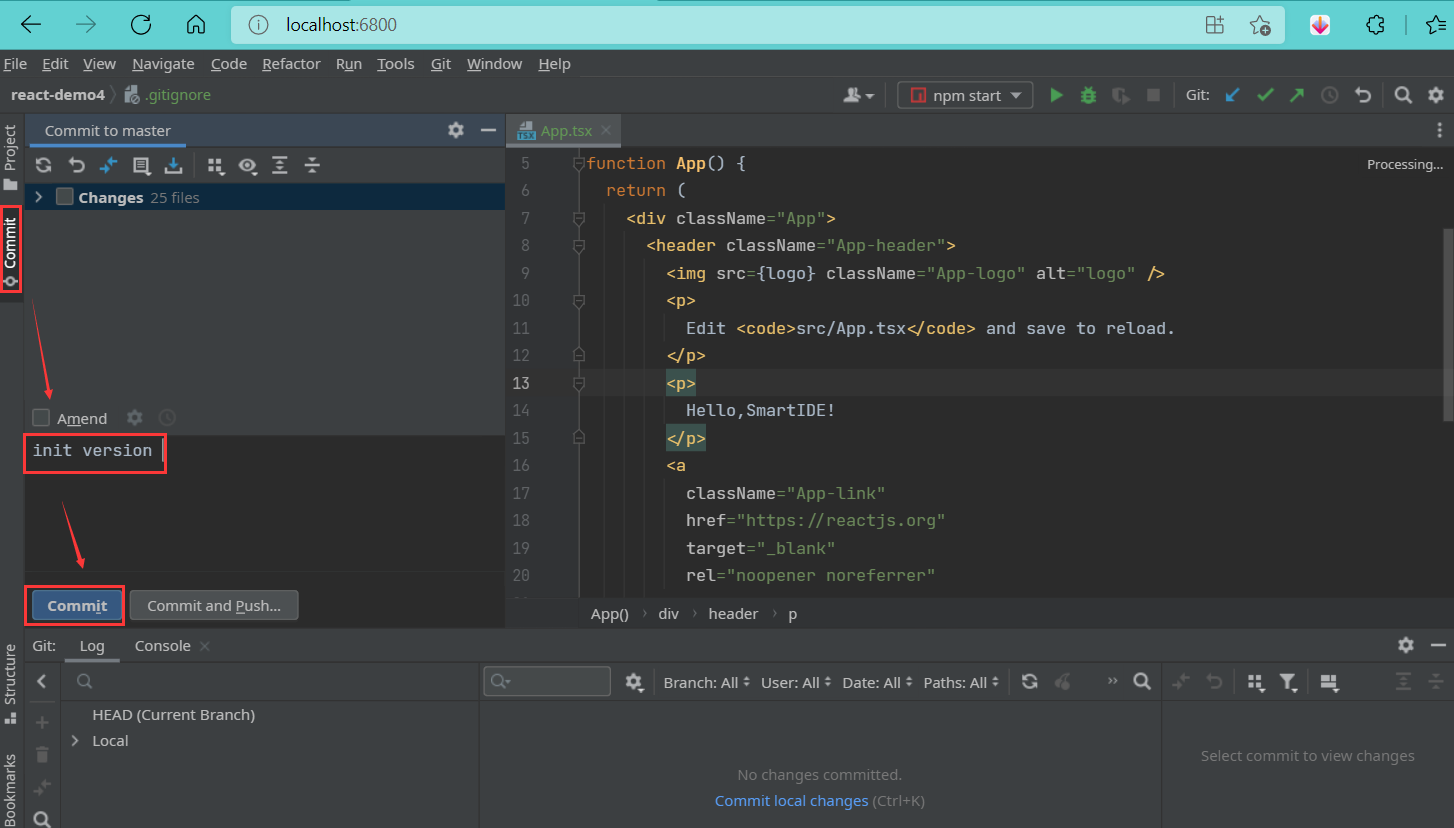 localhost:6800
File Edit View Navigate Code Refactor Run Tools Git Window Help
react-demo4 .gitignore npm start Git:
Project
Commit
Structure
Bookmarks
Commit to master
Changes 25 files
Amend
init version
Commit Commit and Push...
App.tsx
Processing...
5 function App() {
6 return (
7 <div className="App">
8 <header className="App-header">
9 <img src={logo} className="App-logo" alt="logo" />
10 <p>
11 Edit <code>src/App.tsx</code> and save to reload.
12 </p>
13 <p>
14 Hello,SmartIDE!
15 </p>
16 <a
17 className="App-link"
18 href="https://reactjs.org"
19 target="_blank"
20 rel="noopener noreferrer"
App() div header p
Git: Log Console
Branch: All User: All Date: All Paths: All
HEAD (Current Branch)
Local
No changes committed.
Commit local changes (Ctrl+K)
Select commit to view changes